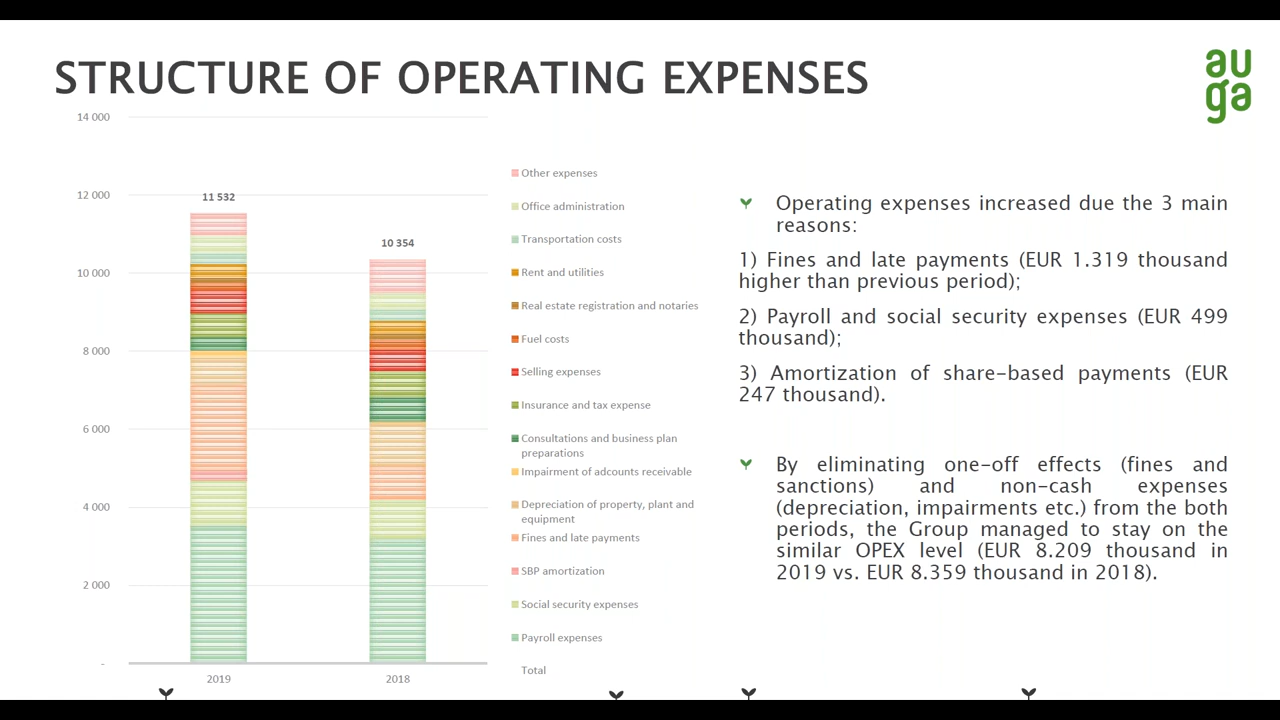 STRUCTURE OF OPERATING EXPENSES
au
ga
14 000
12 000
10 000
8 000
6 000
4 000
2 000
-
11 532
10 354
2019
2018
Other expenses
Office administration
Transportation costs
Rent and utilities
Real estate registration and notaries
Fuel costs
Selling expenses
Insurance and tax expense
Consultations and business plan
preparations
Impairment of adcounts receivable
Depreciation of property, plant and
equipment
Fines and late payments
SBP amortization
Social security expenses
Payroll expenses
Total
Operating expenses increased due the 3 main
reasons:
1) Fines and late payments (EUR 1.319 thousand
higher than previous period);
2) Payroll and social security expenses (EUR 499
thousand);
3) Amortization of share-based payments (EUR
247 thousand).
By eliminating one-off effects (fines and
sanctions) and non-cash expenses
(depreciation, impairments etc.) from the both
periods, the Group managed to stay on the
similar OPEX level (EUR 8.209 thousand in
2019 vs. EUR 8.359 thousand in 2018).